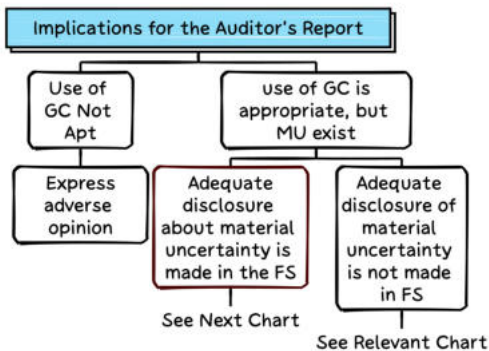 Implications for the Auditor's Report
Use of
GC Not
Apt
use of GC is
appropriate, but
MU exist
Express
adverse
opinion
Adequate
disclosure
about material
uncertainty is
made in the FS
Adequate
disclosure of
material
uncertainty
is not made
in FS
See Next Chart
See Relevant Chart